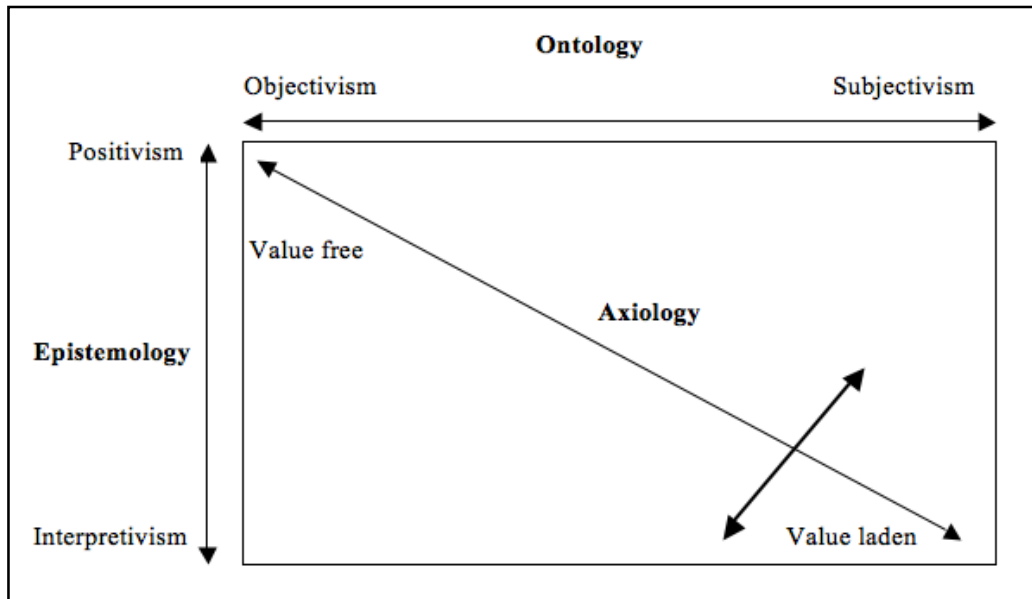 Ontology
Objectivism Subjectivism
Positivism
Value free
Axiology
Epistemology
Interpretivism Value laden